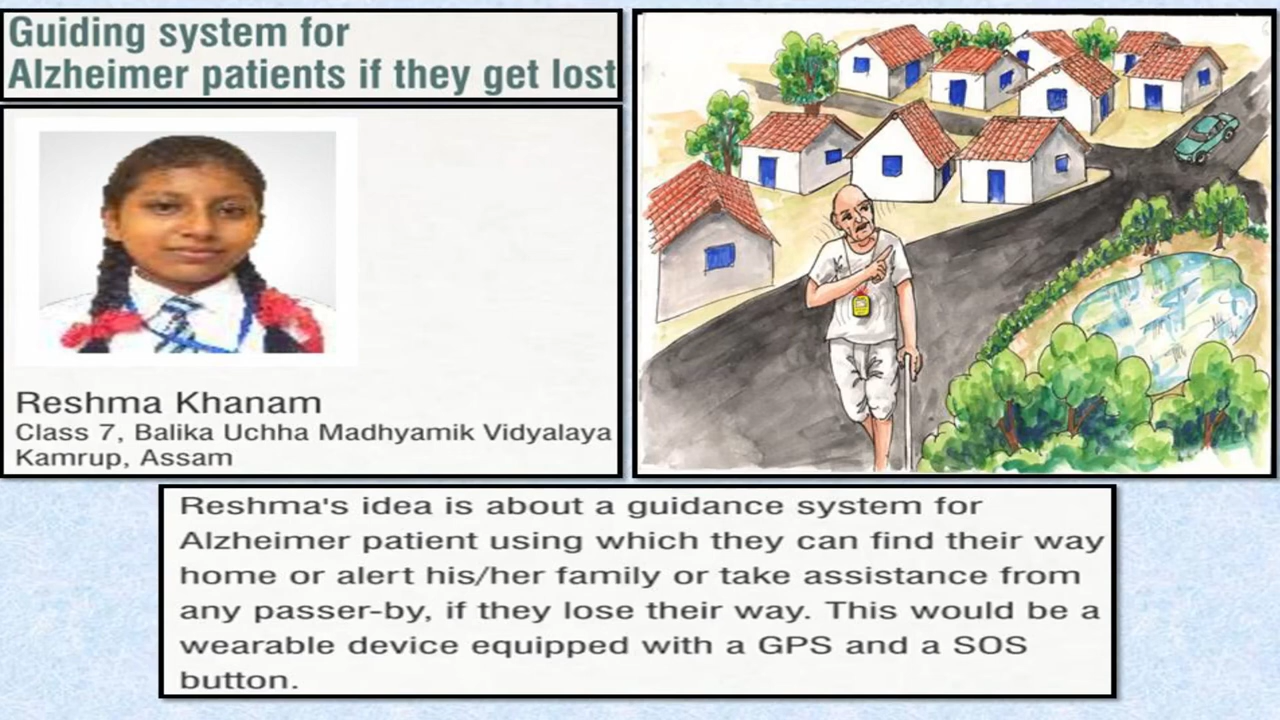 Guiding system for
Alzheimer patients if they get lost
Reshma Khanam
Class 7, Balika Uchha Madhyamik Vidyalaya
Kamrup, Assam
Reshma's idea is about a guidance system for
Alzheimer patient using which they can find their way
home or alert his/her family or take assistance from
any passer-by, if they lose their way. This would be a
wearable device equipped with a GPS and a SOS
button.